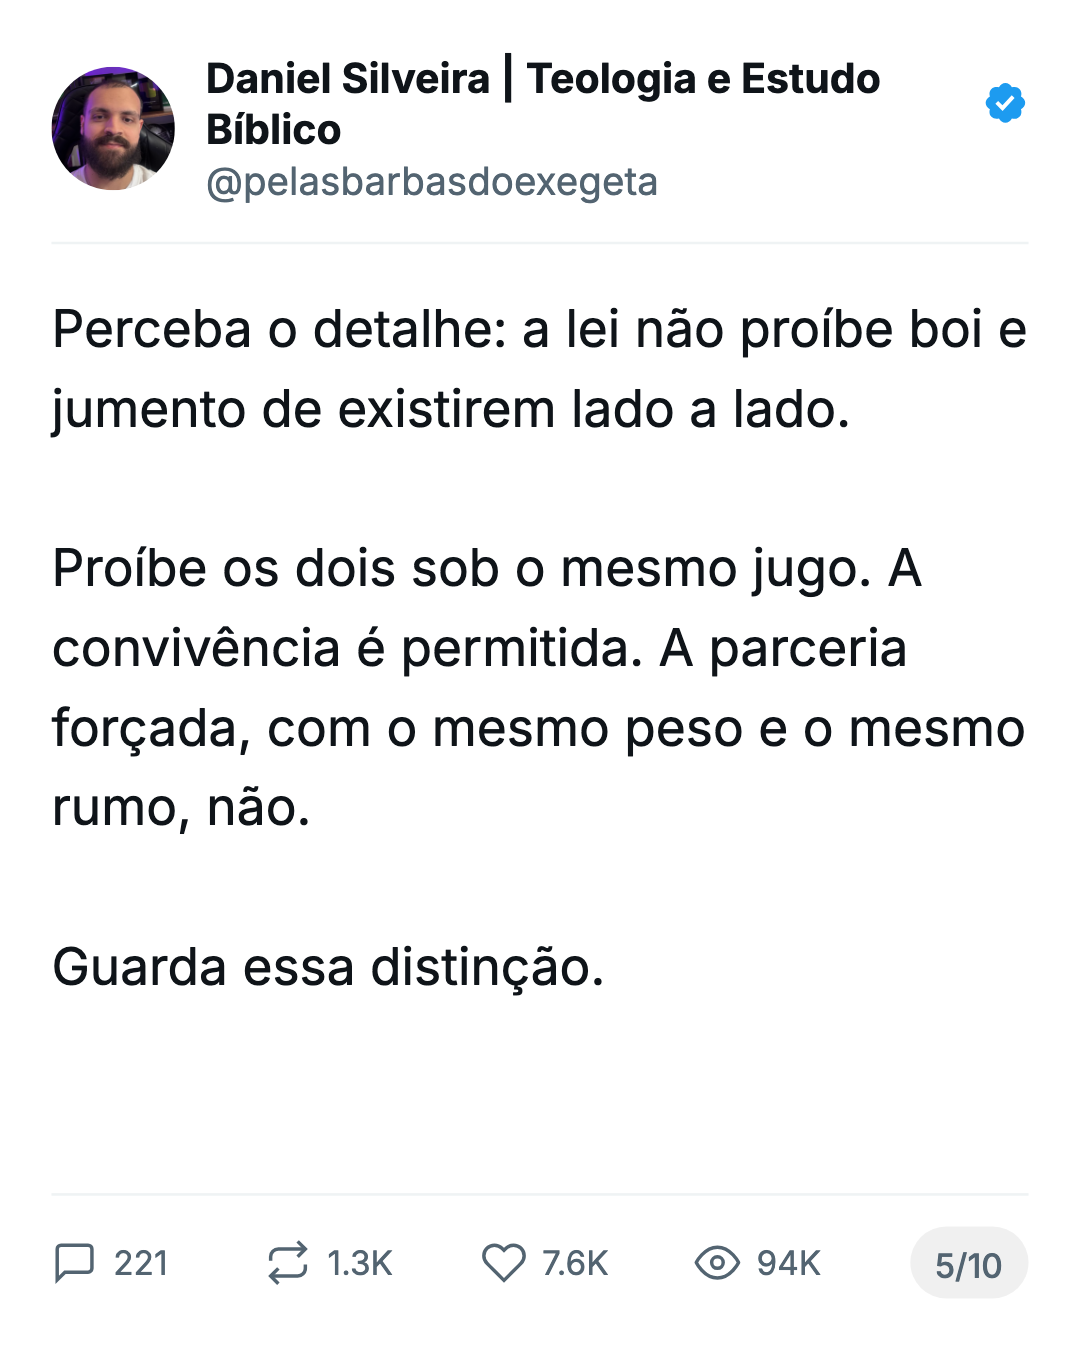 Daniel Silveira | Teologia e Estudo
Bíblico
@pelasbarbasdoexegeta
Perceba o detalhe: a lei não proíbe boi e
jumento de existirem lado a lado.
Proíbe os dois sob o mesmo jugo. A
convivência é permitida. A parceria
forçada, com o mesmo peso e o mesmo
rumo, não.
Guarda essa distinção.
221 1.3K 7.6K 94K 5/10